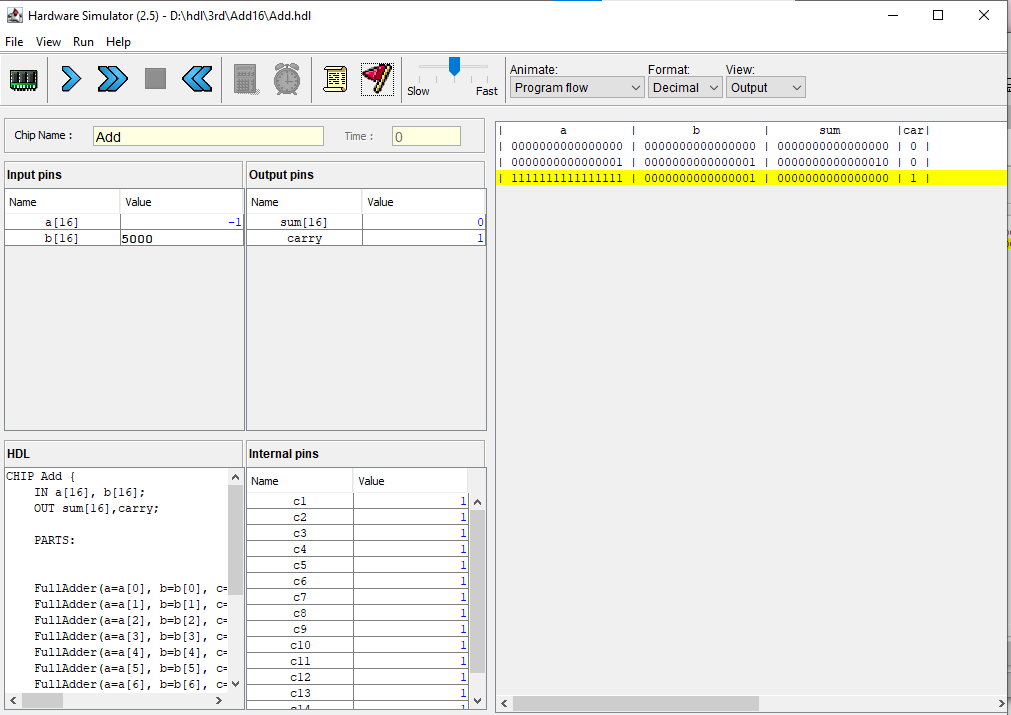 Hardware Simulator (2.5) - D:\hdl\3rd\Add16\Add.hdl
File View Run Help
Slow Fast
Animate: Format: View:
Program flow Decimal Output
Chip Name : Add Time : 0
Input pins
Name Value
a[16] -1
b[16] 5000
Output pins
Name Value
sum[16] 0
carry 1
| a | b | sum |car|
| 0000000000000000 | 0000000000000000 | 0000000000000000 | 0 |
| 0000000000000001 | 0000000000000001 | 0000000000000010 | 0 |
| 1111111111111111 | 0000000000000001 | 0000000000000000 | 1 |
HDL
CHIP Add {
IN a[16], b[16];
OUT sum[16],carry;
PARTS:
FullAdder(a=a[0], b=b[0], c=
FullAdder(a=a[1], b=b[1], c=
FullAdder(a=a[2], b=b[2], c=
FullAdder(a=a[3], b=b[3], c=
FullAdder(a=a[4], b=b[4], c=
FullAdder(a=a[5], b=b[5], c=
FullAdder(a=a[6], b=b[6], c=
Internal pins
Name Value
c1 1
c2 1
c3 1
c4 1
c5 1
c6 1
c7 1
c8 1
c9 1
c10 1
c11 1
c12 1
c13 1
c14 1